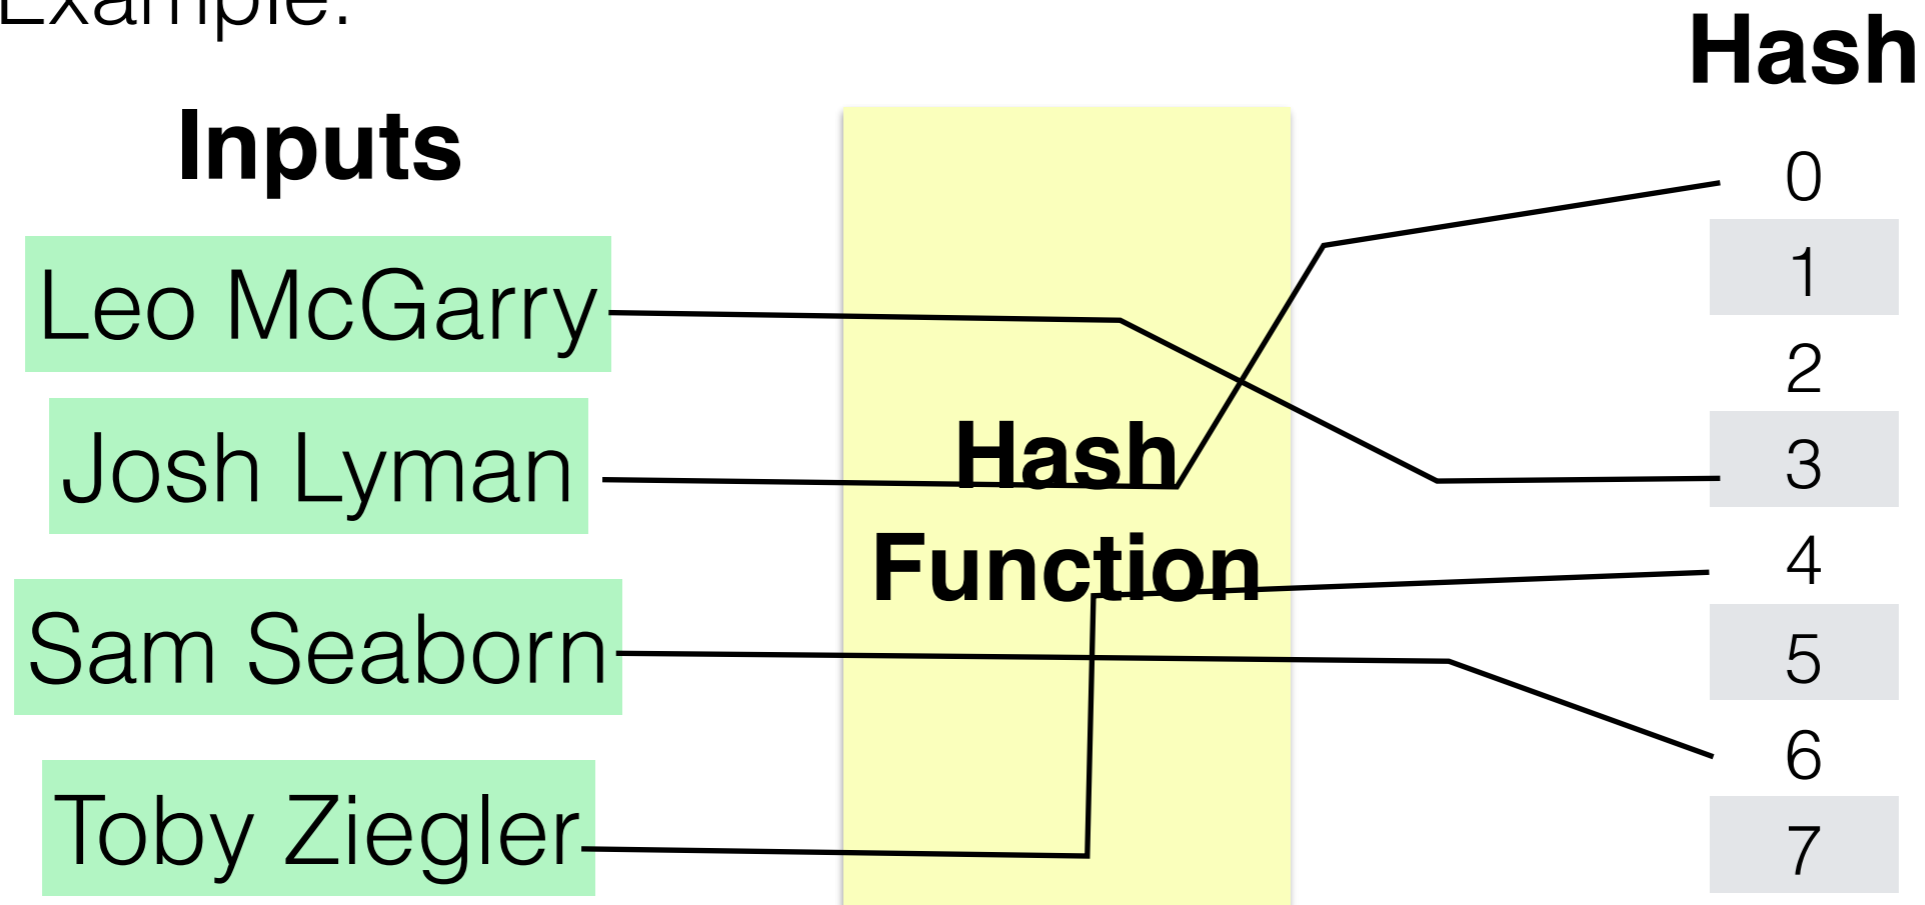 Example:
Hash
Inputs
0
Leo McGarry
1
2
Josh Lyman
Hash
3
Function
4
Sam Seaborn
5
6
Toby Ziegler
7